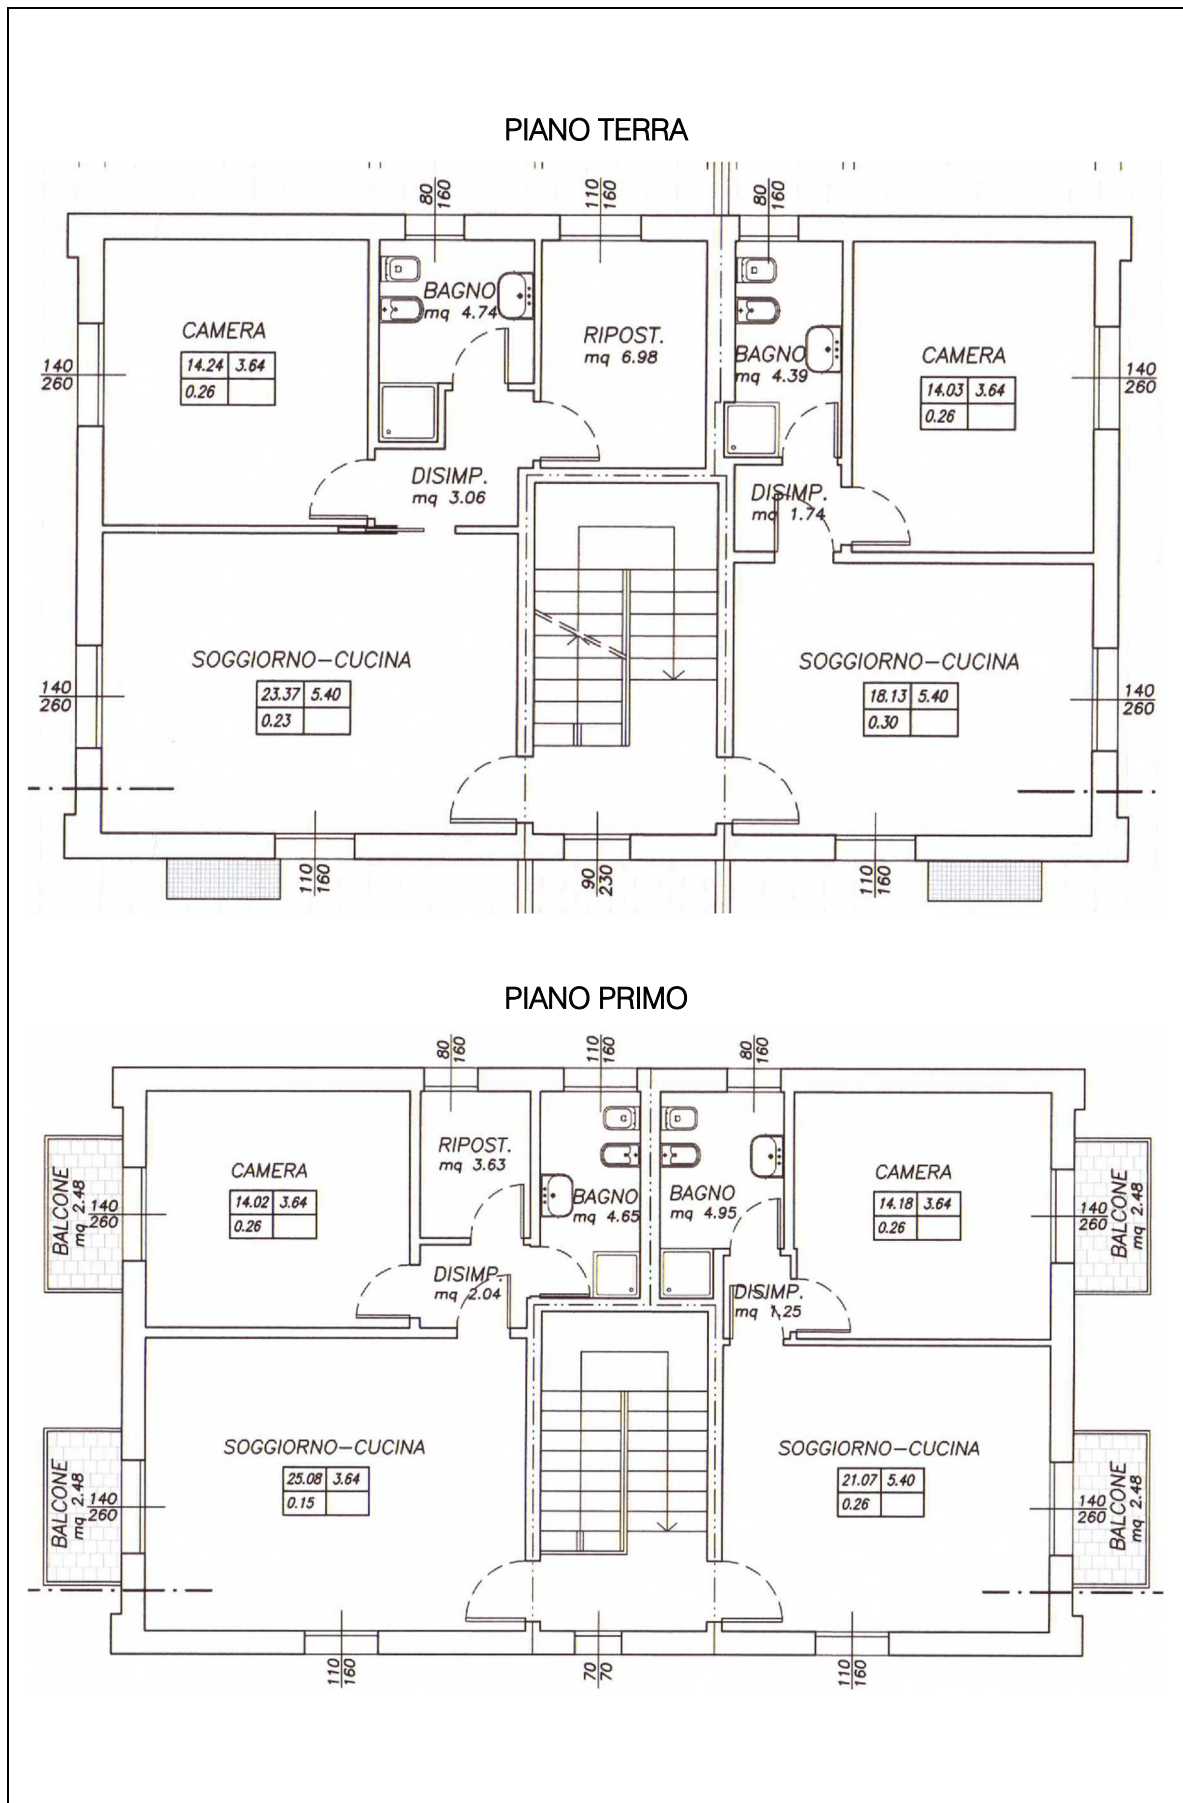 PIANO TERRA
80
160
110
160
80
160
BAGNO
mq 4.74
CAMERA
14.24 3.64
0.26
140
260
RIPOST.
mq 6.98
BAGNO
mq 4.39
CAMERA
14.03 3.64
0.26
140
260
DISIMP.
mq 3.06
DISIMP.
mq 1.74
SOGGIORNO-CUCINA
23.37 5.40
0.23
140
260
SOGGIORNO-CUCINA
18.13 5.40
0.30
140
260
110
160
90
230
110
160
PIANO PRIMO
80
160
110
160
80
160
BALCONE
mq 2.48
140
260
CAMERA
14.02 3.64
0.26
RIPOST.
mq 3.63
BAGNO
mq 4.65
BAGNO
mq 4.95
CAMERA
14.18 3.64
0.26
140
260
BALCONE
mq 2.48
DISIMP.
mq 2.04
DISIMP.
mq 1.25
BALCONE
mq 2.48
140
260
SOGGIORNO-CUCINA
25.08 3.64
0.15
SOGGIORNO-CUCINA
21.07 5.40
0.26
140
260
BALCONE
mq 2.48
110
160
70
70
110
160